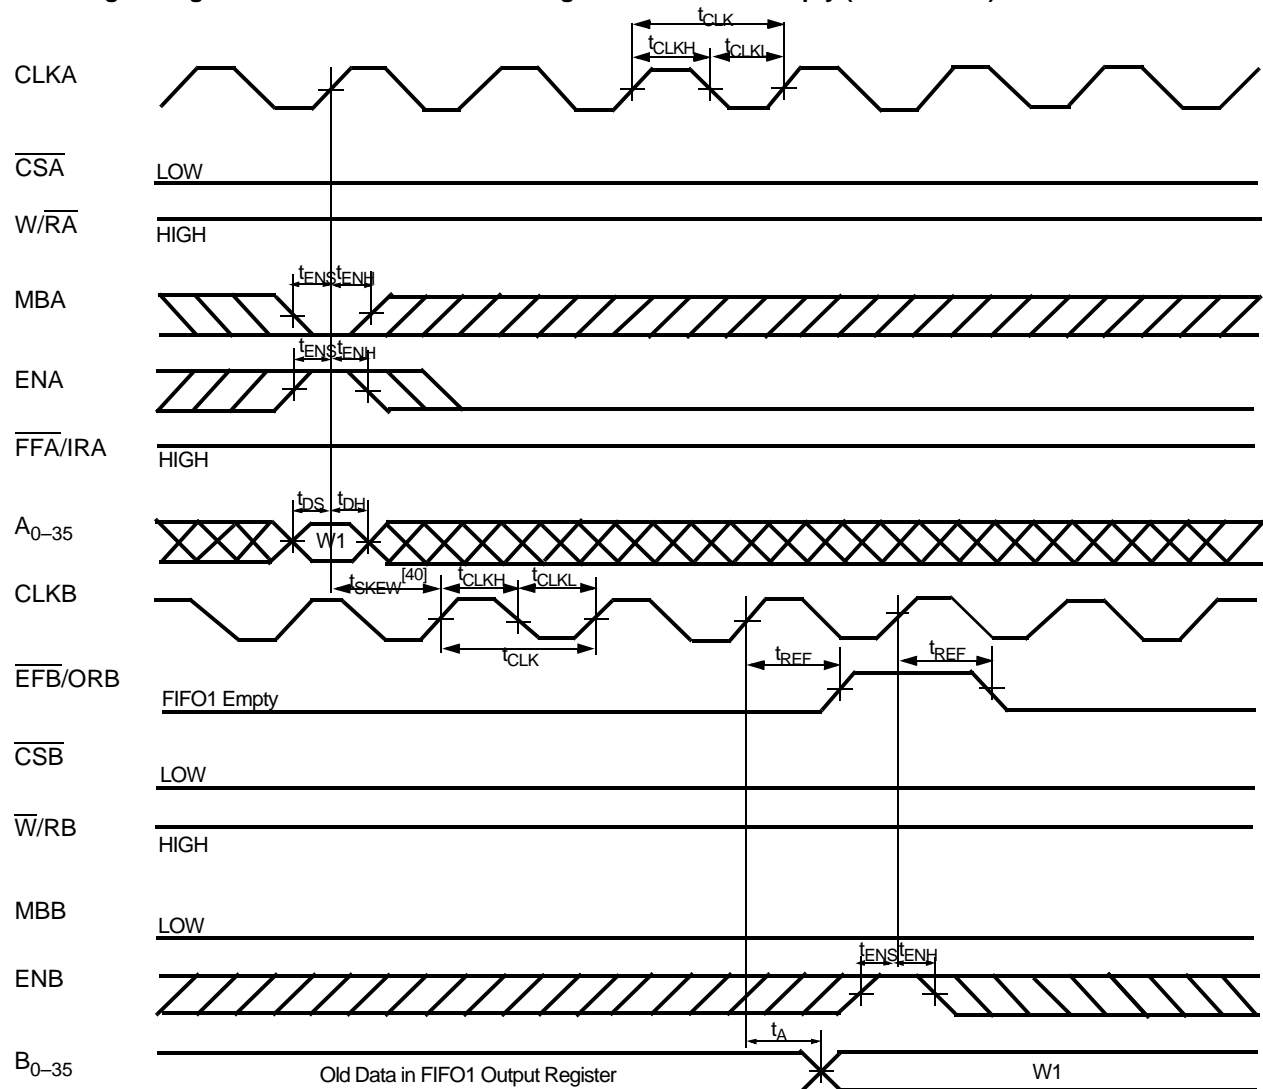 tCLK
tCLKH tCLKL
CLKA
CSA
LOW
W/RA
HIGH
tENS tENH
MBA
tENS tENH
ENA
FFA/IRA
HIGH
tDS tDH
A0–35
W1
tSKEW[40] tCLKH tCLKL
CLKB
tCLK
tREF tREF
EFB/ORB
FIFO1 Empty
CSB
LOW
W/RB
HIGH
MBB
LOW
tENS tENH
ENB
tA
B0–35
Old Data in FIFO1 Output Register
W1